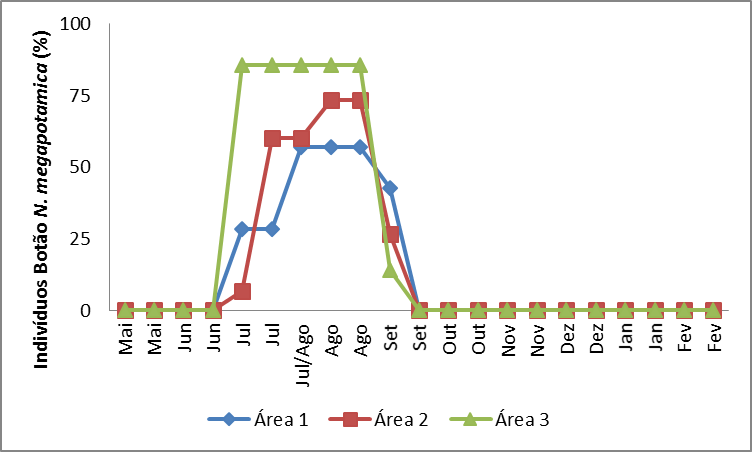 Indivíduos Botão N. megapotamica (%)
100
75
50
25
0
Mai
Mai
Jun
Jun
Jul
Jul
Jul/Ago
Ago
Ago
Set
Set
Out
Out
Nov
Nov
Dez
Dez
Jan
Jan
Fev
Fev
Área 1
Área 2
Área 3